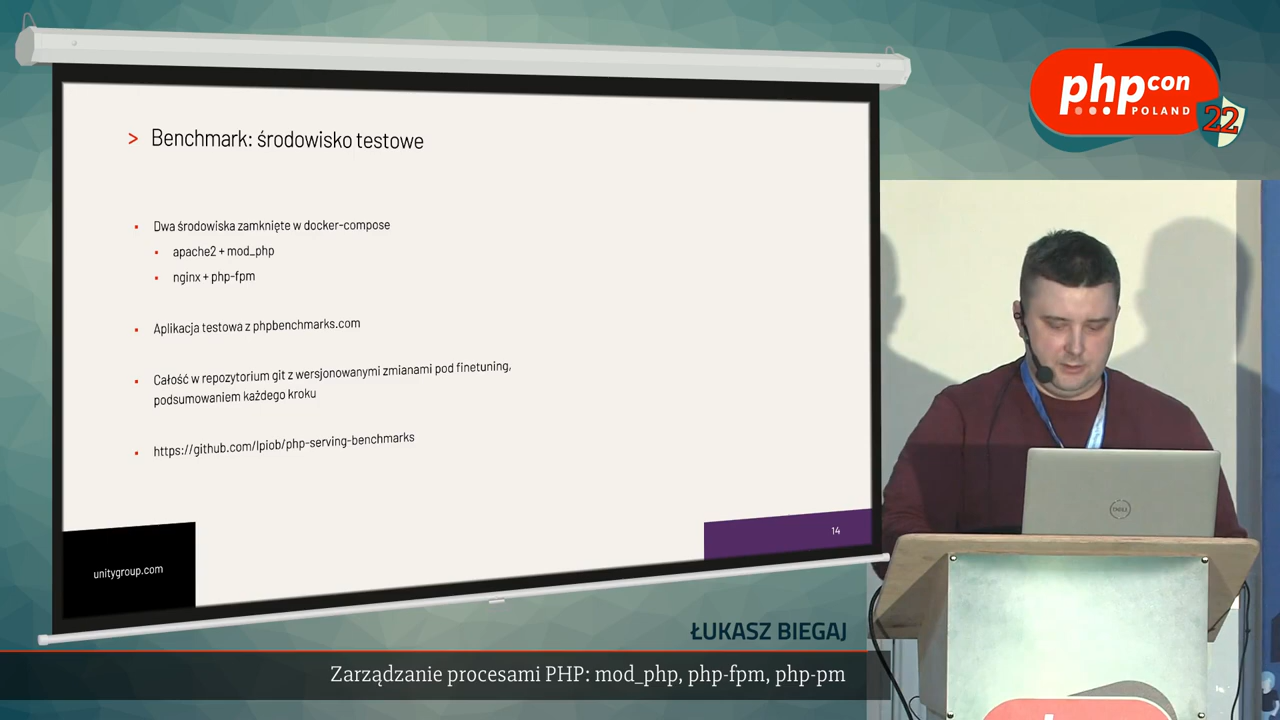 > Benchmark: środowisko testowe
Dwa środowiska zamknięte w docker-compose
apache2 + mod_php
nginx + php-fpm
Aplikacja testowa z phpbenchmarks.com
Całość w repozytorium git z wersjonowanymi zmianami pod finetuning,
podsumowaniem każdego kroku
https://github.com/lpiob/php-serving-benchmarks
14
unitygroup.com
phpcon
POLAND
22
DELL
ŁUKASZ BIEGAJ
Zarządzanie procesami PHP: mod_php, php-fpm, php-pm